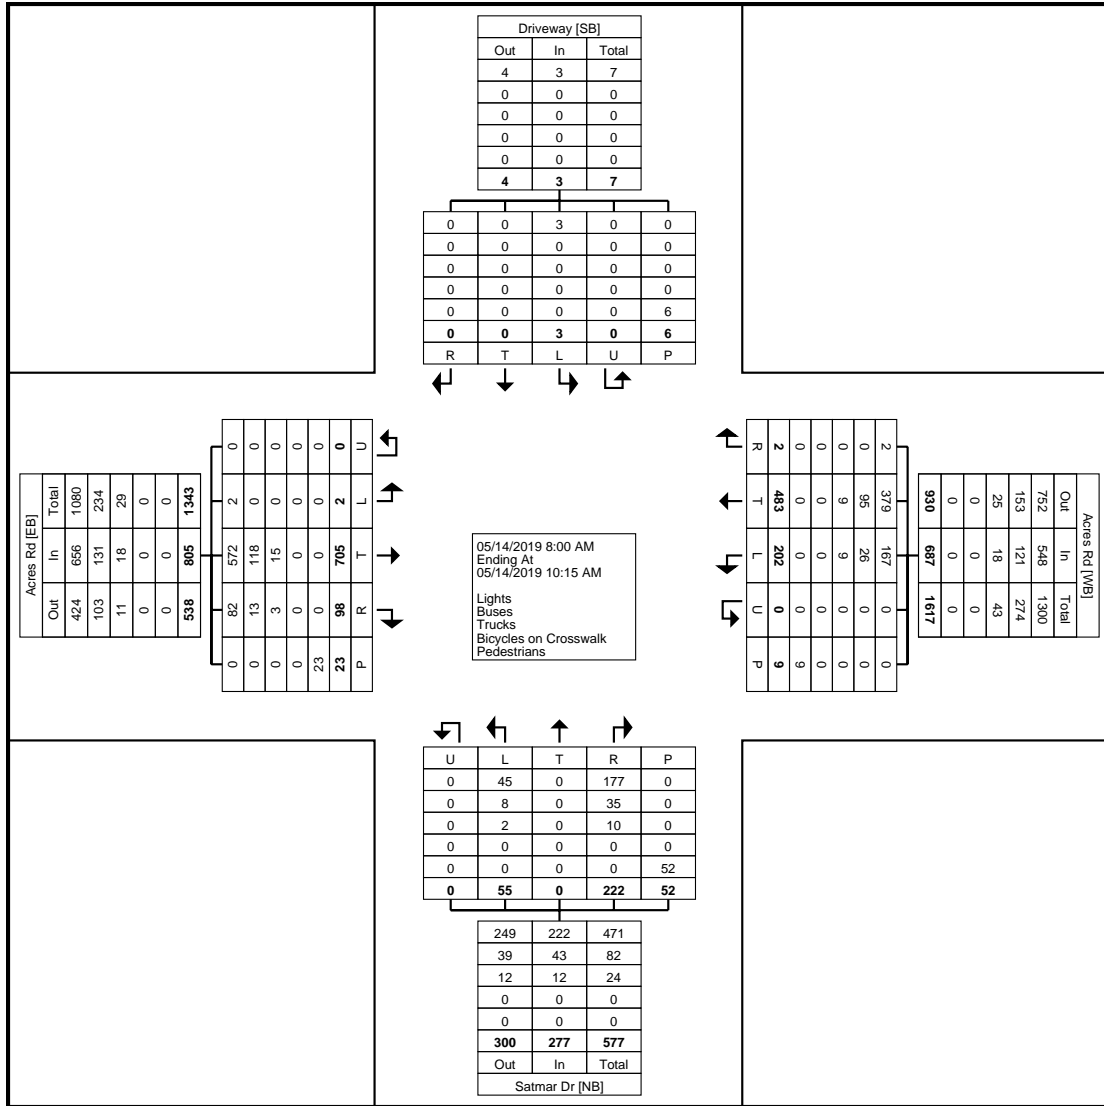 Driveway [SB]
Out In Total
4 3 7
0 0 0
0 0 0
0 0 0
0 0 0
4 3 7
0 0 3 0 0
0 0 0 0 0
0 0 0 0 0
0 0 0 0 0
0 0 0 0 6
0 0 3 0 6
R T L U P
Acres Rd [EB]
Total 1080 234 29 0 0 1343
In 656 131 18 0 0 805
Out 424 103 11 0 0 538
0 0 0 0 0 0 U
2 0 0 0 0 2 L
572 118 15 0 0 705 T
82 13 3 0 0 98 R
0 0 0 0 23 23 P
05/14/2019 8:00 AM
Ending At
05/14/2019 10:15 AM
Lights
Buses
Trucks
Bicycles on Crosswalk
Pedestrians
Acres Rd [WB]
Out In Total
752 548 1300
153 121 274
25 18 43
0 0 0
0 0 0
930 687 1617
2 379 167 0 0
0 95 26 0 0
0 9 9 0 0
0 0 0 0 0
0 0 0 0 9
2 483 202 0 9
R T L U P
U L T R P
0 45 0 177 0
0 8 0 35 0
0 2 0 10 0
0 0 0 0 0
0 0 0 0 52
0 55 0 222 52
249 222 471
39 43 82
12 12 24
0 0 0
0 0 0
300 277 577
Out In Total
Satmar Dr [NB]